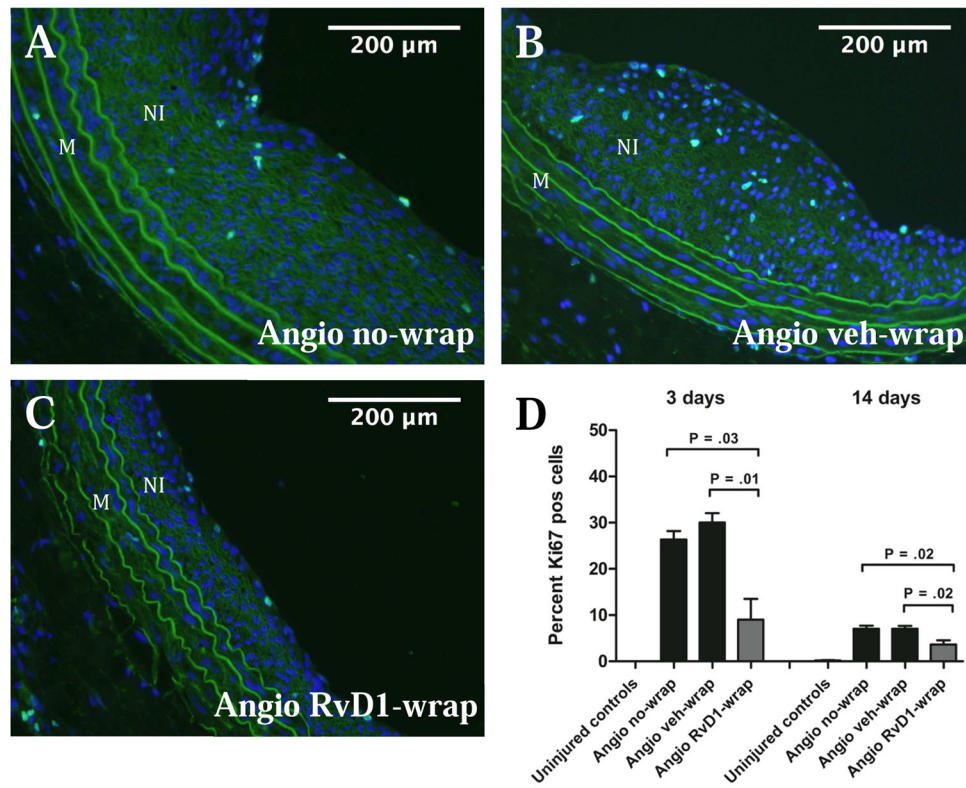 A
200 µm
NI
M
Angio no-wrap
B
200 µm
NI
M
Angio veh-wrap
C
200 µm
NI
M
Angio RvD1-wrap
D
3 days
14 days
Percent Ki67 pos cells
50
40
30
20
10
0
P = .03
P = .01
P = .02
P = .02
Uninjured controls
Angio no-wrap
Angio veh-wrap
Angio RvD1-wrap
Uninjured controls
Angio no-wrap
Angio veh-wrap
Angio RvD1-wrap